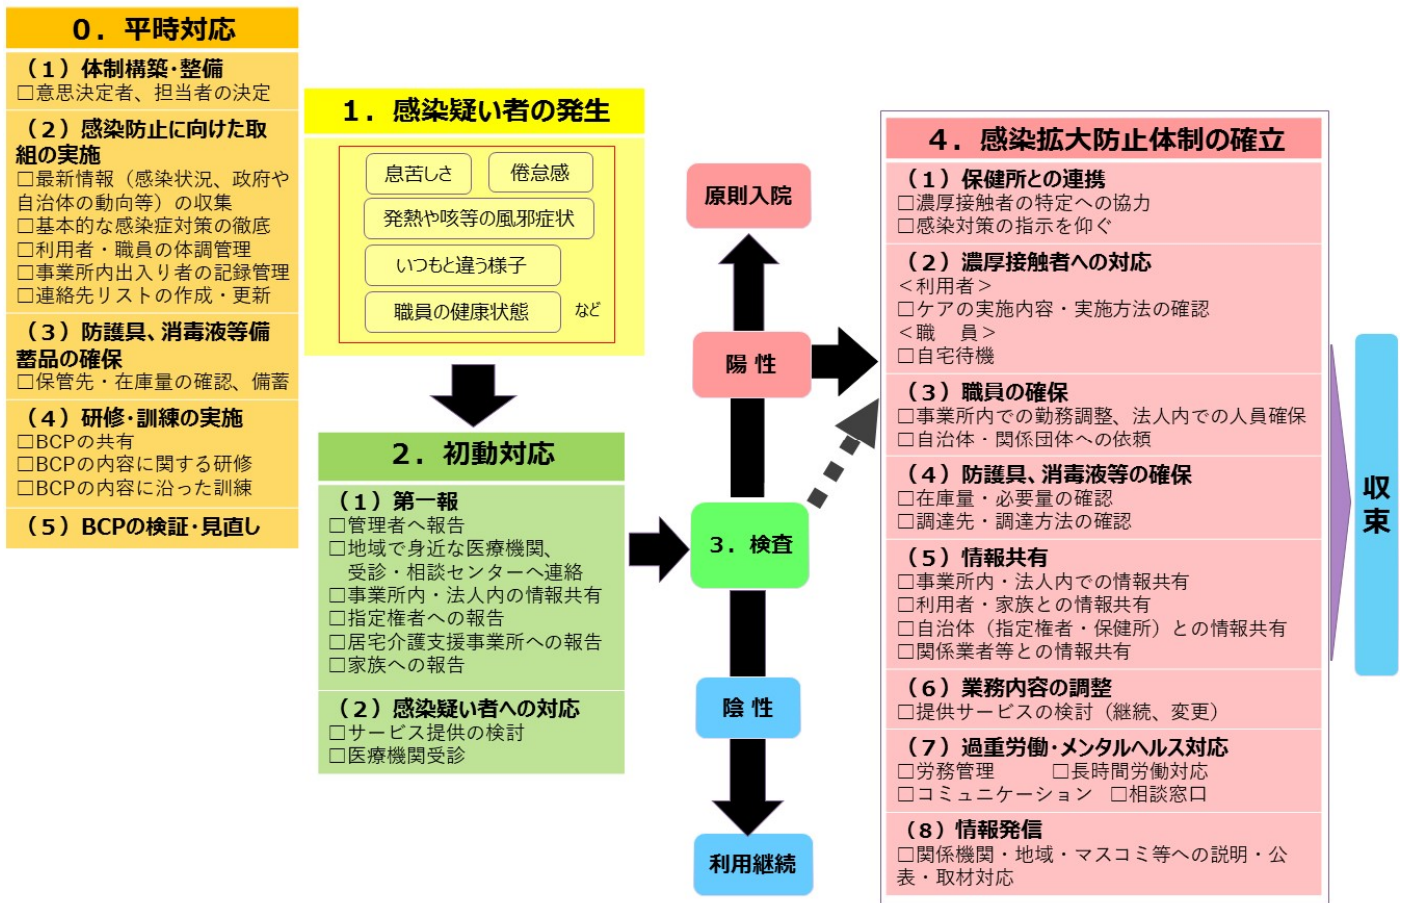 0．平時対応
（1）体制構築・整備
□意思決定者、担当者の決定
（2）感染防止に向けた取
組の実施
□最新情報（感染状況、政府や
自治体の動向等）の収集
□基本的な感染症対策の徹底
□利用者・職員の体調管理
□事業所内出入り者の記録管理
□連絡先リストの作成・更新
（3）防護具、消毒液等備
蓄品の確保
□保管先・在庫量の確認、備蓄
（4）研修・訓練の実施
□BCPの共有
□BCPの内容に関する研修
□BCPの内容に沿った訓練
（5）BCPの検証・見直し
1．感染疑い者の発生
息苦しさ
倦怠感
発熱や咳等の風邪症状
いつもと違う様子
職員の健康状態
など
2．初動対応
（1）第一報
□管理者へ報告
□地域で身近な医療機関、
受診・相談センターへ連絡
□事業所内・法人内の情報共有
□指定権者への報告
□居宅介護支援事業所への報告
□家族への報告
（2）感染疑い者への対応
□サービス提供の検討
□医療機関受診
原則入院
陽 性
3．検査
陰 性
利用継続
4．感染拡大防止体制の確立
（1）保健所との連携
□濃厚接触者の特定への協力
□感染対策の指示を仰ぐ
（2）濃厚接触者への対応
＜利用者＞
□ケアの実施内容・実施方法の確認
＜職　員＞
□自宅待機
（3）職員の確保
□事業所内での勤務調整、法人内での人員確保
□自治体・関係団体への依頼
（4）防護具、消毒液等の確保
□在庫量・必要量の確認
□調達先・調達方法の確認
（5）情報共有
□事業所内・法人内での情報共有
□利用者・家族との情報共有
□自治体（指定権者・保健所）との情報共有
□関係業者等との情報共有
（6）業務内容の調整
□提供サービスの検討（継続、変更）
（7）過重労働・メンタルヘルス対応
□労務管理　□長時間労働対応
□コミュニケーション　□相談窓口
（8）情報発信
□関係機関・地域・マスコミ等への説明・公
表・取材対応
収束